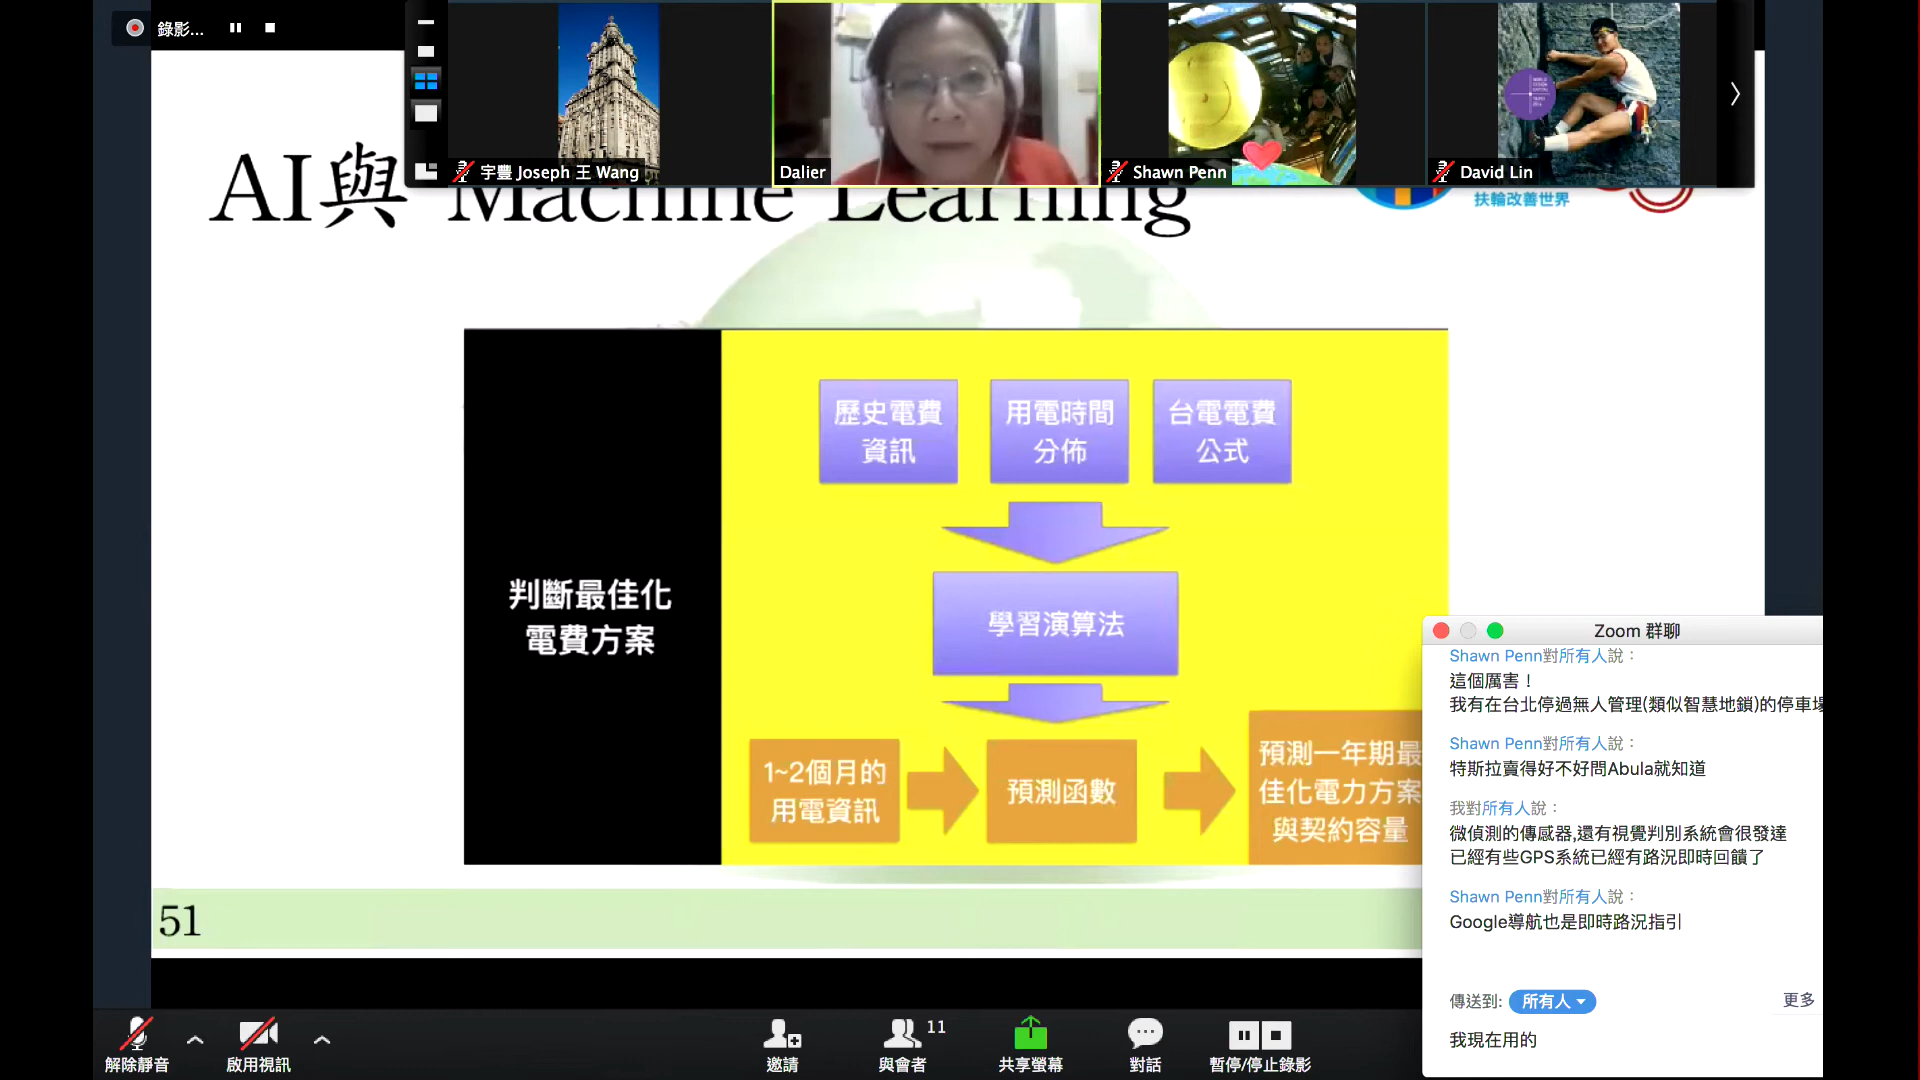 錄影...
宇豐 Joseph 王 Wang
Dalier
Shawn Penn
David Lin
AI與 Machine Learning
扶輪改善世界
歷史電費
資訊
用電時間
分佈
台電電費
公式
學習演算法
判斷最佳化
電費方案
1~2個月的
用電資訊
預測函數
預測一年期最
佳化電力方案
與契約容量
51
Zoom 群聊
Shawn Penn對所有人說：
這個厲害！
我有在台北停過無人管理(類似智慧地鎖)的停車場
Shawn Penn對所有人說：
特斯拉賣得好不好問Abula就知道
我對所有人說：
微偵測的傳感器,還有視覺判別系統會很發達
已經有些GPS系統已經有路況即時回饋了
Shawn Penn對所有人說：
Google導航也是即時路況指引
傳送到: 所有人
更多
我現在用的
解除靜音
啟用視訊
邀請
11
與會者
共享螢幕
對話
暫停/停止錄影